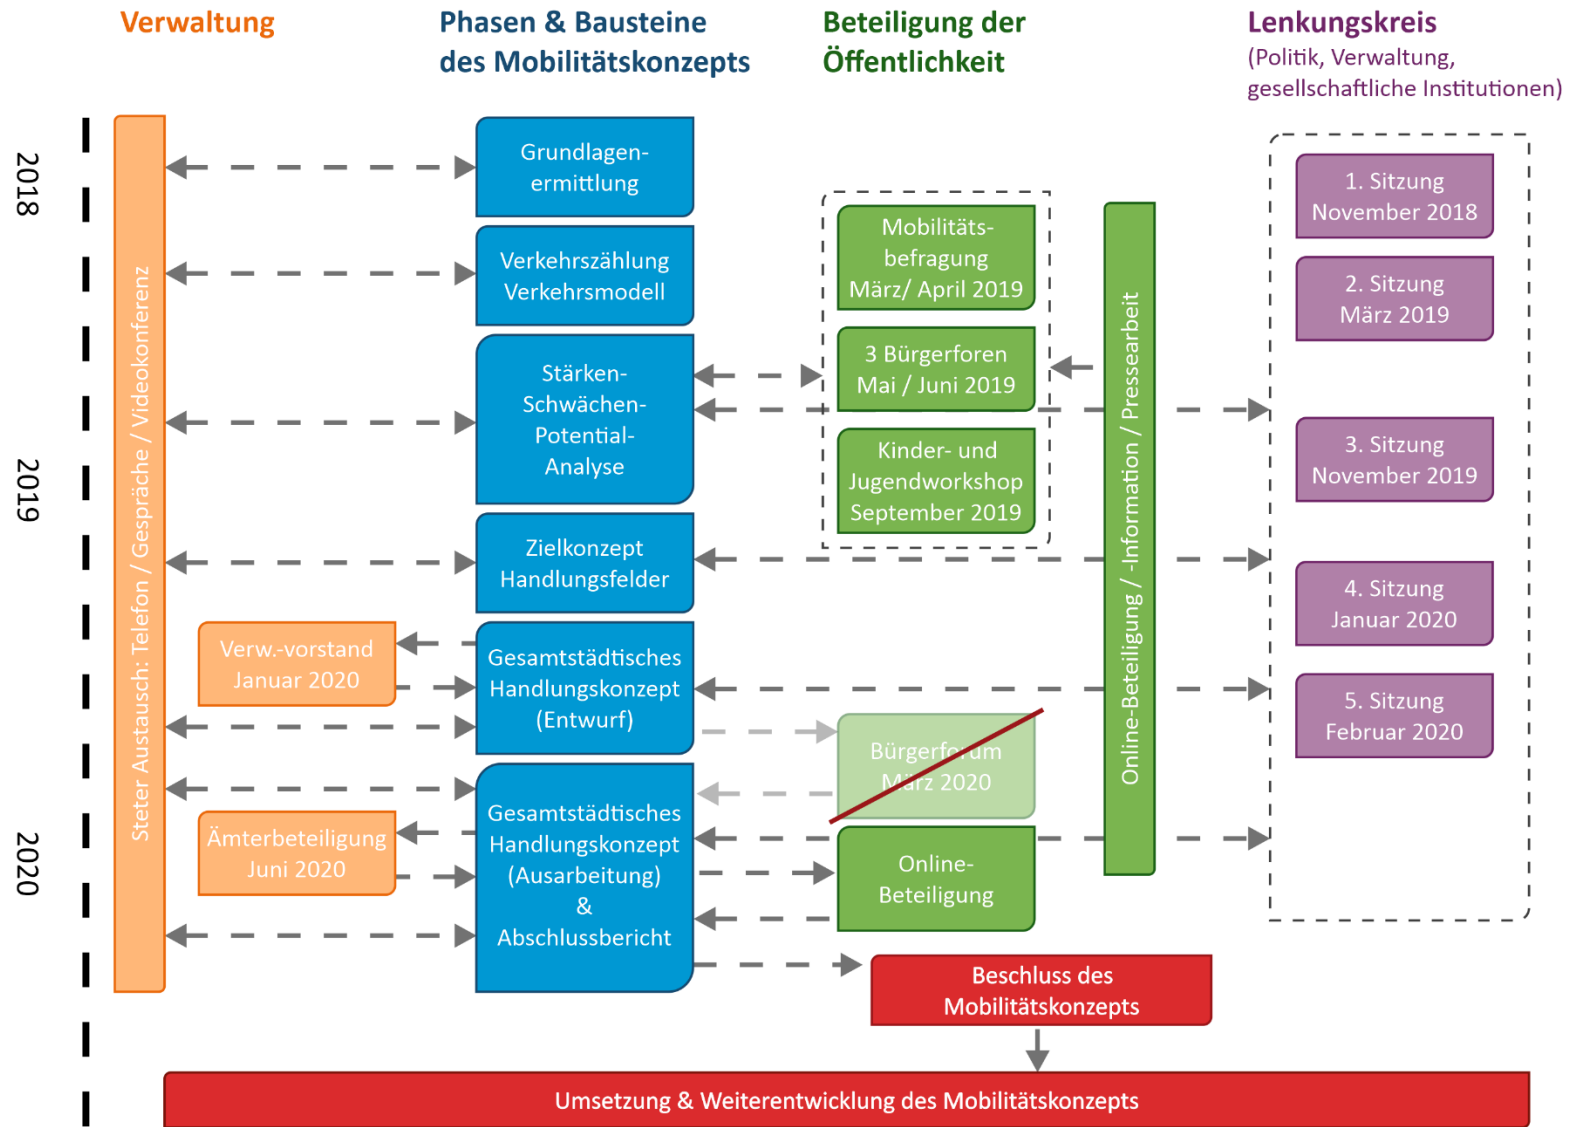 Verwaltung
Phasen & Bausteine
des Mobilitätskonzepts
Beteiligung der
Öffentlichkeit
Lenkungskreis
(Politik, Verwaltung,
gesellschaftliche Institutionen)
2018
2019
2020
Steter Austausch: Telefon / Gespräche / Videokonferenz
Verw.-vorstand
Januar 2020
Ämterbeteiligung
Juni 2020
Grundlagen-
ermittlung
Verkehrszählung
Verkehrsmodell
Stärken-
Schwächen-
Potential-
Analyse
Zielkonzept
Handlungsfelder
Gesamtstädtisches
Handlungskonzept
(Entwurf)
Gesamtstädtisches
Handlungskonzept
(Ausarbeitung)
&
Abschlussbericht
Mobilitäts-
befragung
März/ April 2019
3 Bürgerforen
Mai / Juni 2019
Kinder- und
Jugendworkshop
September 2019
Bürgerforum
März 2020
Online-
Beteiligung
Online-Beteiligung / -Information / Pressearbeit
1. Sitzung
November 2018
2. Sitzung
März 2019
3. Sitzung
November 2019
4. Sitzung
Januar 2020
5. Sitzung
Februar 2020
Beschluss des
Mobilitätskonzepts
Umsetzung & Weiterentwicklung des Mobilitätskonzepts